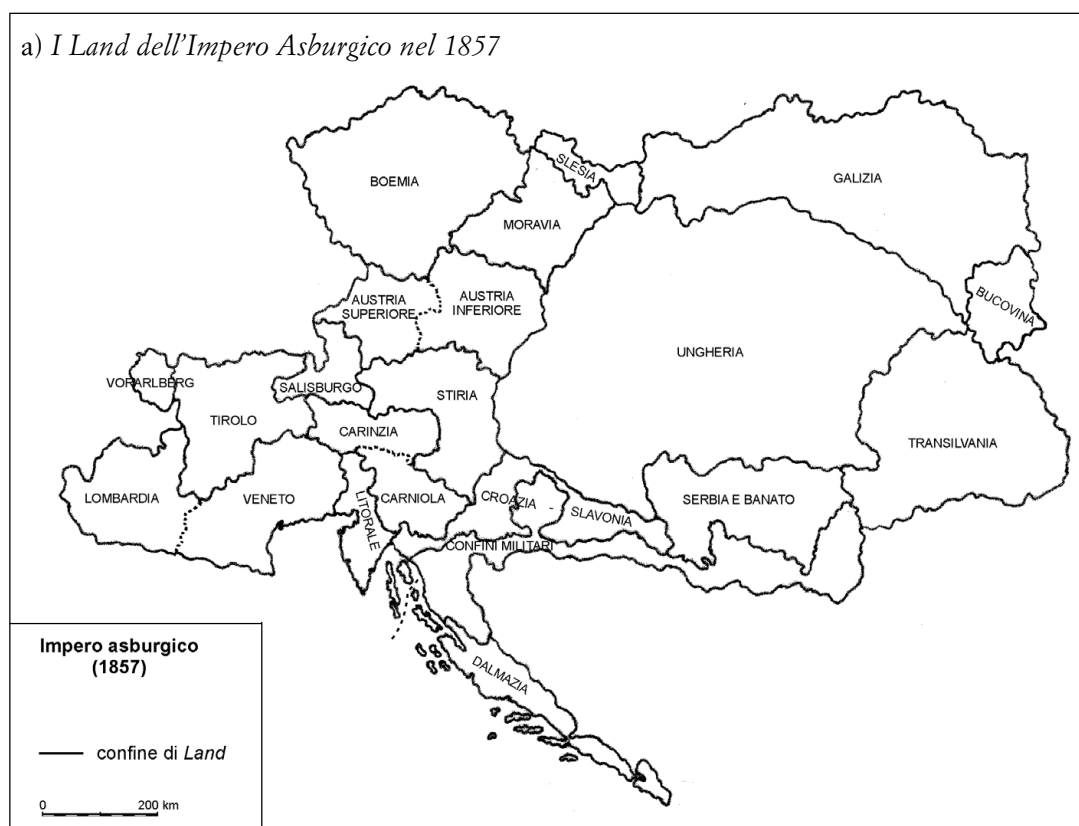 a) I Land dell'Impero Asburgico nel 1857
BOEMIA
SLESIA
GALIZIA
MORAVIA
AUSTRIA
SUPERIORE
AUSTRIA
INFERIORE
BUCOVINA
UNGHERIA
VORARLBERG
SALISBURGO
STIRIA
TIROLO
CARINZIA
TRANSILVANIA
LOMBARDIA
VENETO
LITORALE
CARNIOLA
CROAZIA - SLAVONIA
SERBIA E BANATO
CONFINI MILITARI
DALMAZIA
Impero asburgico
(1857)
confine di Land
0 200 km